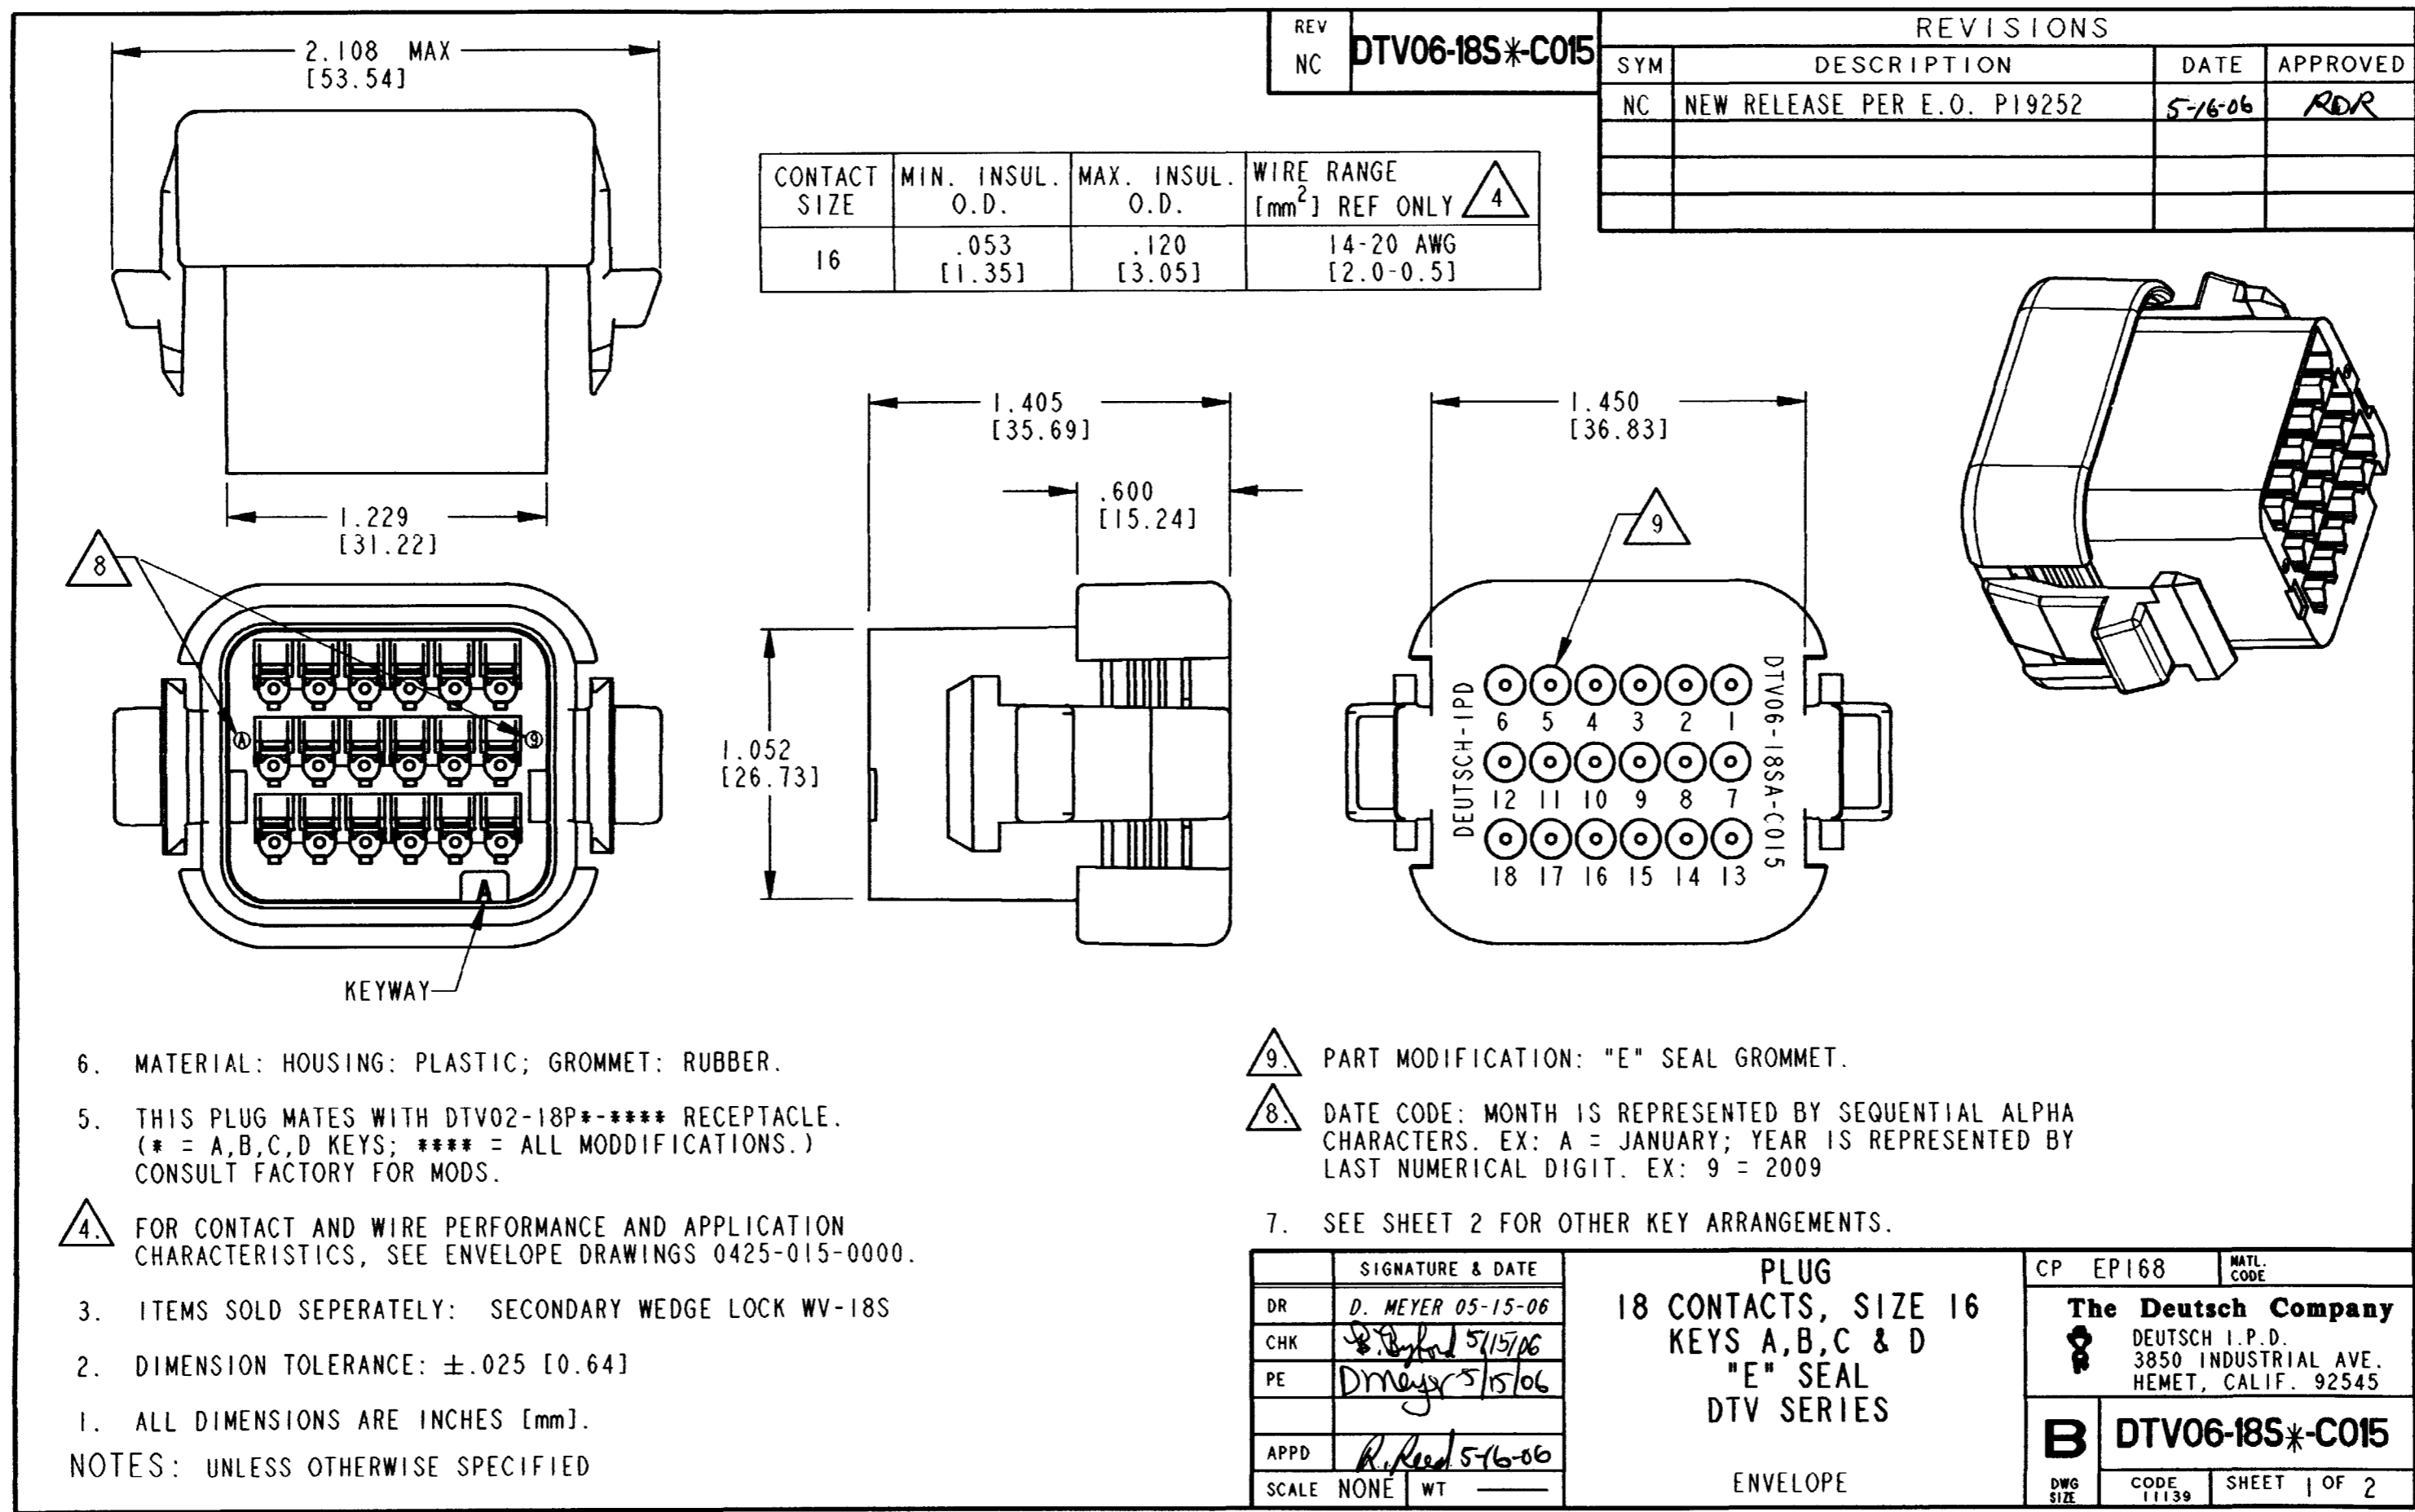 REV
NC
DTV06-18S*-C015
REVISIONS
SYM DESCRIPTION DATE APPROVED
NC NEW RELEASE PER E.O. P19252 5-16-06 RDR
2.108 MAX
[53.54]
CONTACT SIZE MIN. INSUL. O.D. MAX. INSUL. O.D. WIRE RANGE [mm²] REF ONLY 4
16 .053 [1.35] .120 [3.05] 14-20 AWG [2.0-0.5]
1.229
[31.22]
1.405
[35.69]
.600
[15.24]
1.450
[36.83]
8
9
A
9
A
KEYWAY
1.052
[26.73]
DEUTSCH-IPD
6 5 4 3 2 1
12 11 10 9 8 7
18 17 16 15 14 13
DTV06-18SA-C015
6. MATERIAL: HOUSING: PLASTIC; GROMMET: RUBBER.
5. THIS PLUG MATES WITH DTV02-18P*-**** RECEPTACLE.
(* = A,B,C,D KEYS; **** = ALL MODDIFICATIONS.)
CONSULT FACTORY FOR MODS.
4. FOR CONTACT AND WIRE PERFORMANCE AND APPLICATION
CHARACTERISTICS, SEE ENVELOPE DRAWINGS 0425-015-0000.
3. ITEMS SOLD SEPERATELY: SECONDARY WEDGE LOCK WV-18S
2. DIMENSION TOLERANCE: ±.025 [0.64]
1. ALL DIMENSIONS ARE INCHES [mm].
NOTES: UNLESS OTHERWISE SPECIFIED
9. PART MODIFICATION: "E" SEAL GROMMET.
8. DATE CODE: MONTH IS REPRESENTED BY SEQUENTIAL ALPHA
CHARACTERS. EX: A = JANUARY; YEAR IS REPRESENTED BY
LAST NUMERICAL DIGIT. EX: 9 = 2009
7. SEE SHEET 2 FOR OTHER KEY ARRANGEMENTS.
SIGNATURE & DATE
DR D. MEYER 05-15-06
CHK 5/15/06
PE DMeyer 5/15/06
APPD R. Reed 5-16-06
SCALE NONE WT
PLUG
18 CONTACTS, SIZE 16
KEYS A,B,C & D
"E" SEAL
DTV SERIES
ENVELOPE
CP EP168 MATL. CODE
The Deutsch Company
DEUTSCH I.P.D.
3850 INDUSTRIAL AVE.
HEMET, CALIF. 92545
B DTV06-18S*-C015
DWG SIZE CODE 11139 SHEET 1 OF 2